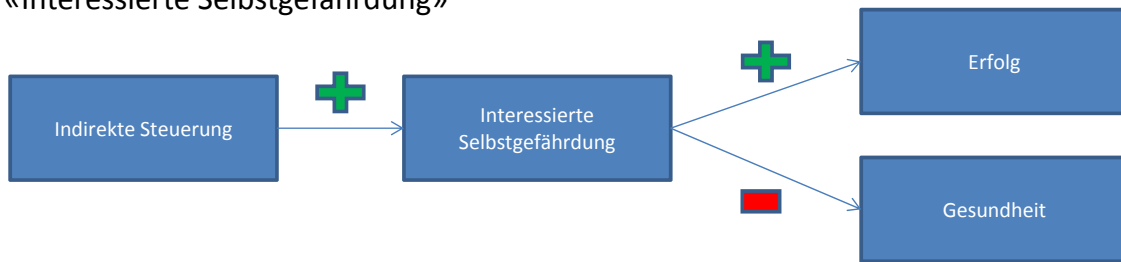 «Interessierte Selbstgefährdung»
Indirekte Steuerung
Interessierte
Selbstgefährdung
Erfolg
Gesundheit